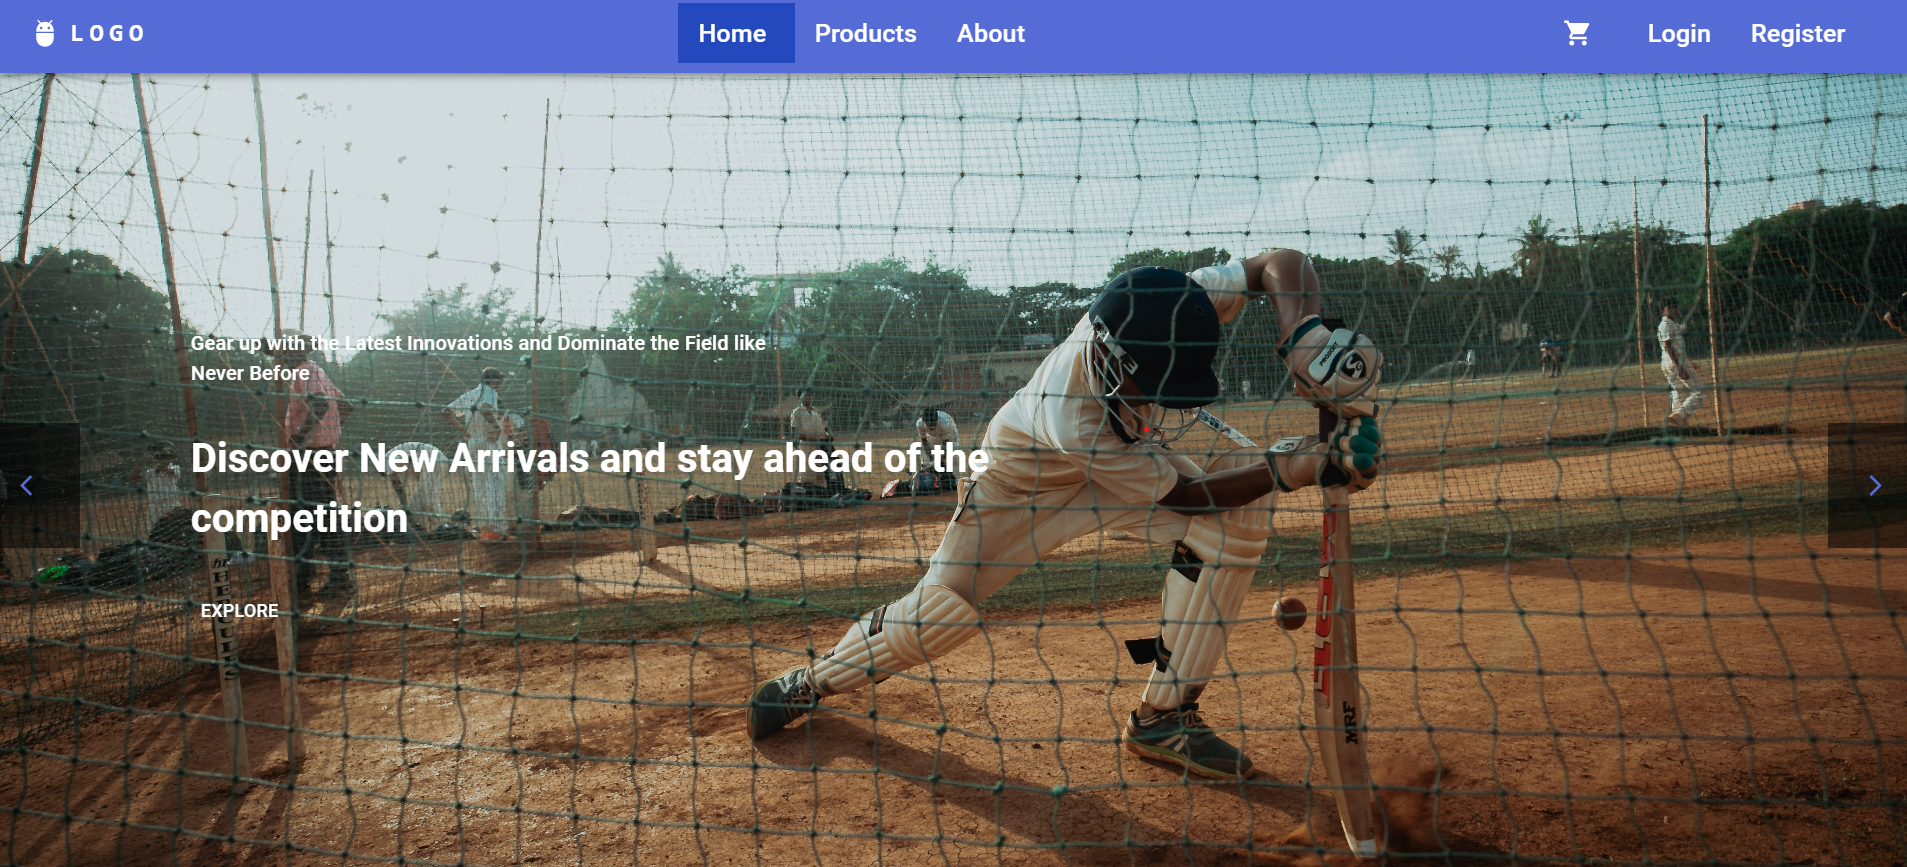 LOGO
Home
Products
About
Login
Register
Gear up with the Latest Innovations and Dominate the Field like
Never Before
Discover New Arrivals and stay ahead of the
competition
EXPLORE
MRF